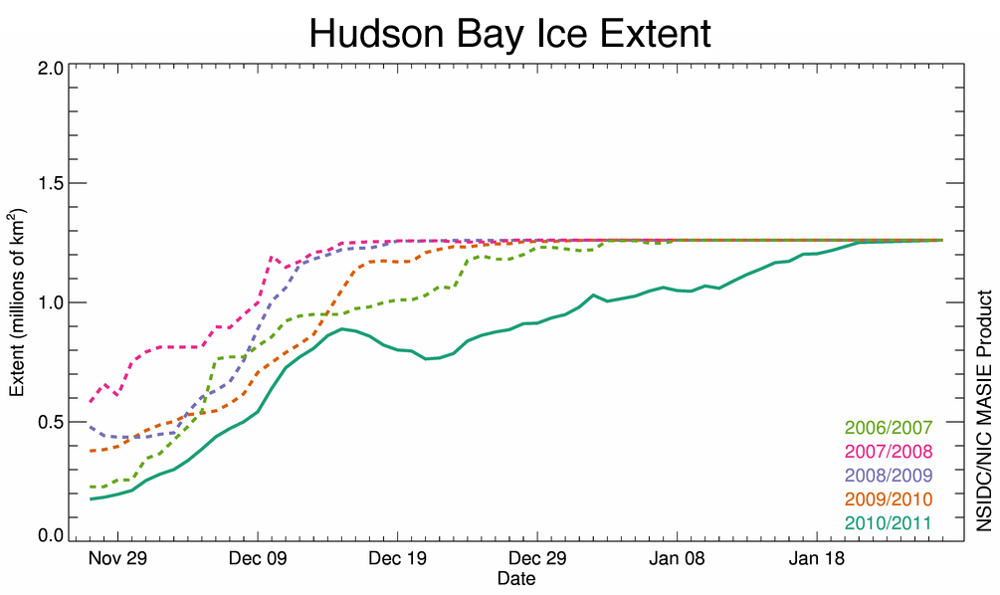 Hudson Bay Ice Extent
2.0
1.5
1.0
0.5
0.0
Extent (millions of km²)
Nov 29
Dec 09
Dec 19
Dec 29
Jan 08
Jan 18
Date
2006/2007
2007/2008
2008/2009
2009/2010
2010/2011
NSIDC/NIC MASIE Product